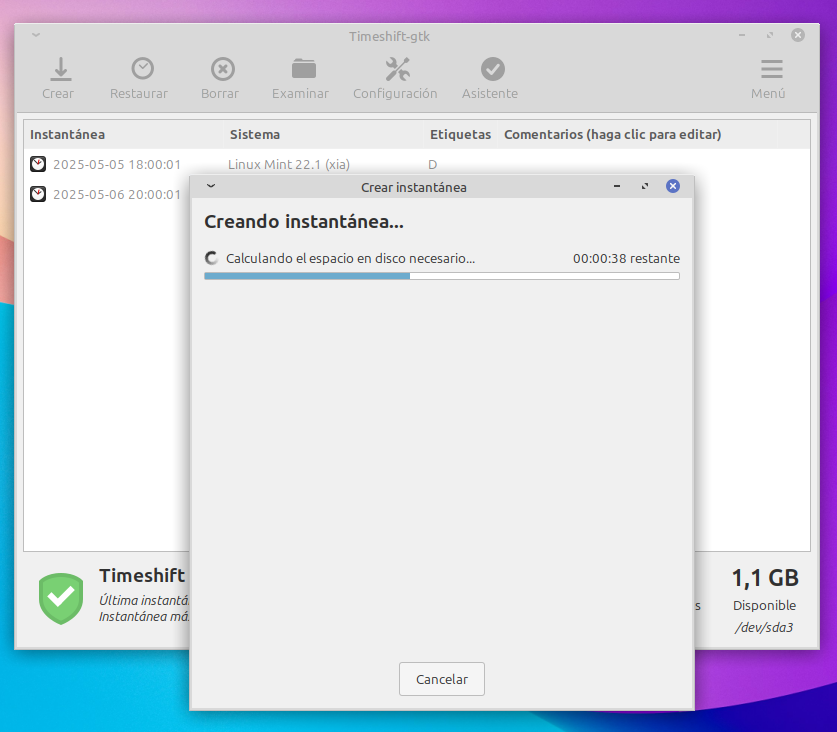 Timeshift-gtk
Crear Restaurar Borrar Examinar Configuración Asistente Menú
Instantánea Sistema Etiquetas Comentarios (haga clic para editar)
2025-05-05 18:00:01 Linux Mint 22.1 (xia) D
2025-05-06 20:00:01
Crear instantánea
Creando instantánea...
Calculando el espacio en disco necesario... 00:00:38 restante
Cancelar
Timeshift
Última
Instantánea
1,1 GB
Disponible
/dev/sda3